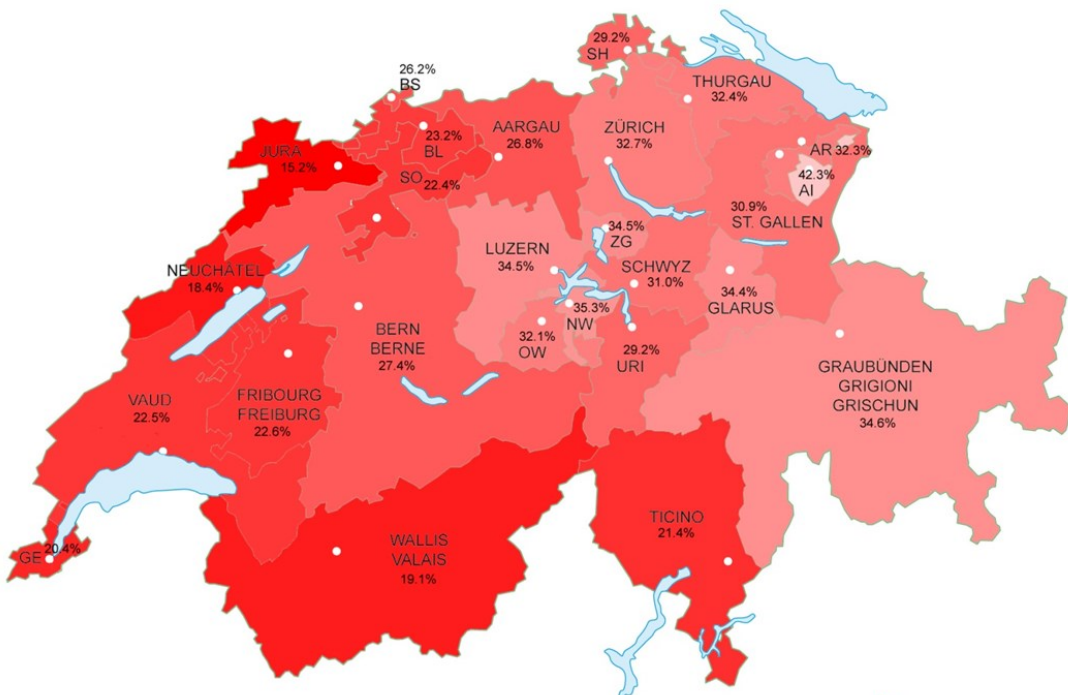 29.2%
SH
26.2%
BS
THURGAU
32.4%
23.2%
BL
AARGAU
26.8%
ZÜRICH
32.7%
AR 32.3%
JURA
15.2%
SO 22.4%
42.3%
AI
30.9%
ST. GALLEN
34.5%
ZG
LUZERN
34.5%
SCHWYZ
31.0%
NEUCHÂTEL
18.4%
34.4%
GLARUS
35.3%
NW
BERN
BERNE
27.4%
32.1%
OW
29.2%
URI
GRAUBÜNDEN
GRIGIONI
GRISCHUN
34.6%
VAUD
22.5%
FRIBOURG
FREIBURG
22.6%
TICINO
21.4%
WALLIS
VALAIS
19.1%
GE 20.4%